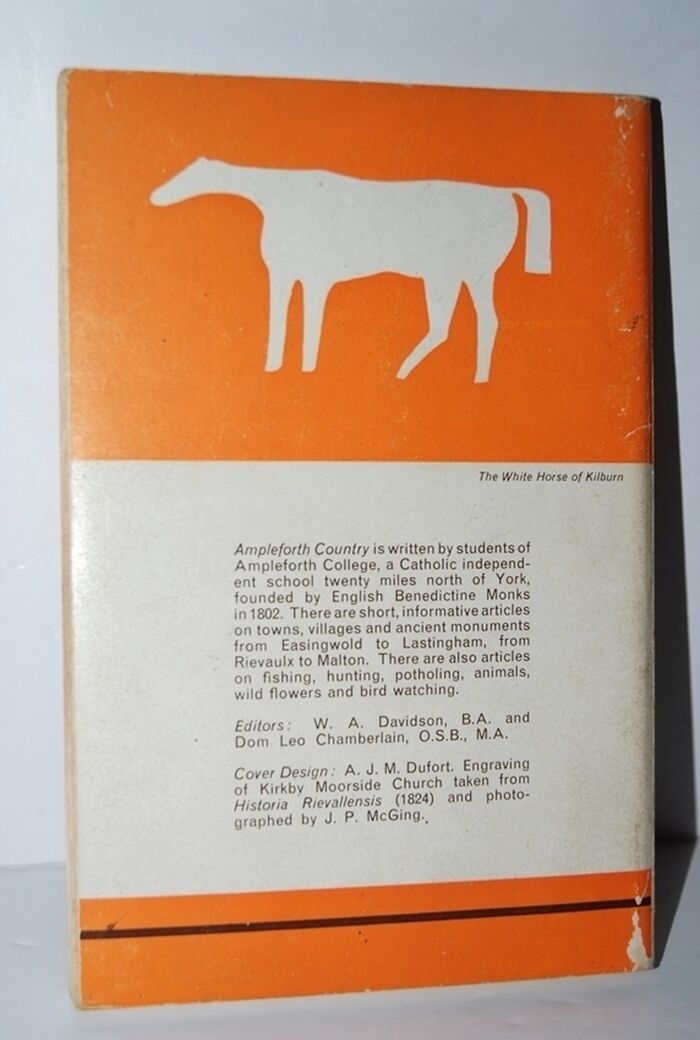 The White Horse of Kilburn
Ampleforth Country is written by students of
Ampleforth College, a Catholic independ-
ent school twenty miles north of York,
founded by English Benedictine Monks
in 1802. There are short, informative articles
on towns, villages and ancient monuments
from Easingwold to Lastingham, from
Rievaulx to Malton. There are also articles
on fishing, hunting, potholing, animals,
wild flowers and bird watching.
Editors: W. A. Davidson, B.A. and
Dom Leo Chamberlain, O.S.B., M.A.
Cover Design: A. J. M. Dufort. Engraving
of Kirkby Moorside Church taken from
Historia Rievallensis (1824) and photo-
graphed by J. P. McGing.